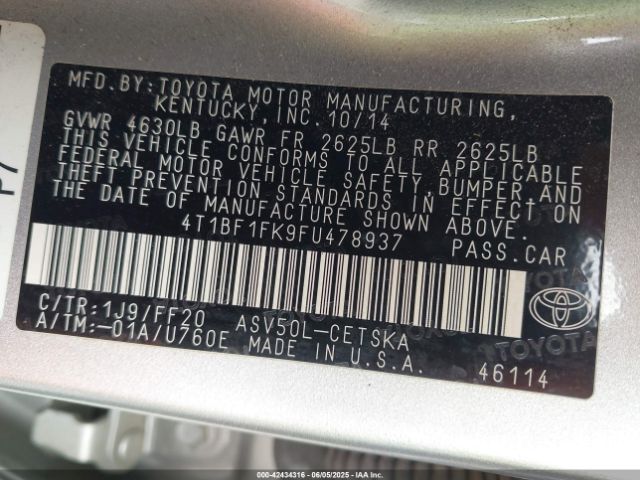 MFD.BY:TOYOTA MOTOR MANUFACTURING,
KENTUCKY,INC.10/14
GVWR 4630LB GAWR FR 2625LB RR 2625LB
THIS VEHICLE CONFORMS TO ALL APPLICABLE
FEDERAL MOTOR VEHICLE SAFETY,BUMPER,AND
THEFT PREVENTION STANDARDS IN EFFECT ON
THE DATE OF MANUFACTURE SHOWN ABOVE.
4T1BF1FK9FU478937 PASS.CAR
C/TR:1J9/FF20 ASV50L-CETSKA
A/TM:-01A/U760E MADE IN U.S.A.
TOYOTA
46114
000-42434316 - 06/05/2025 - IAA